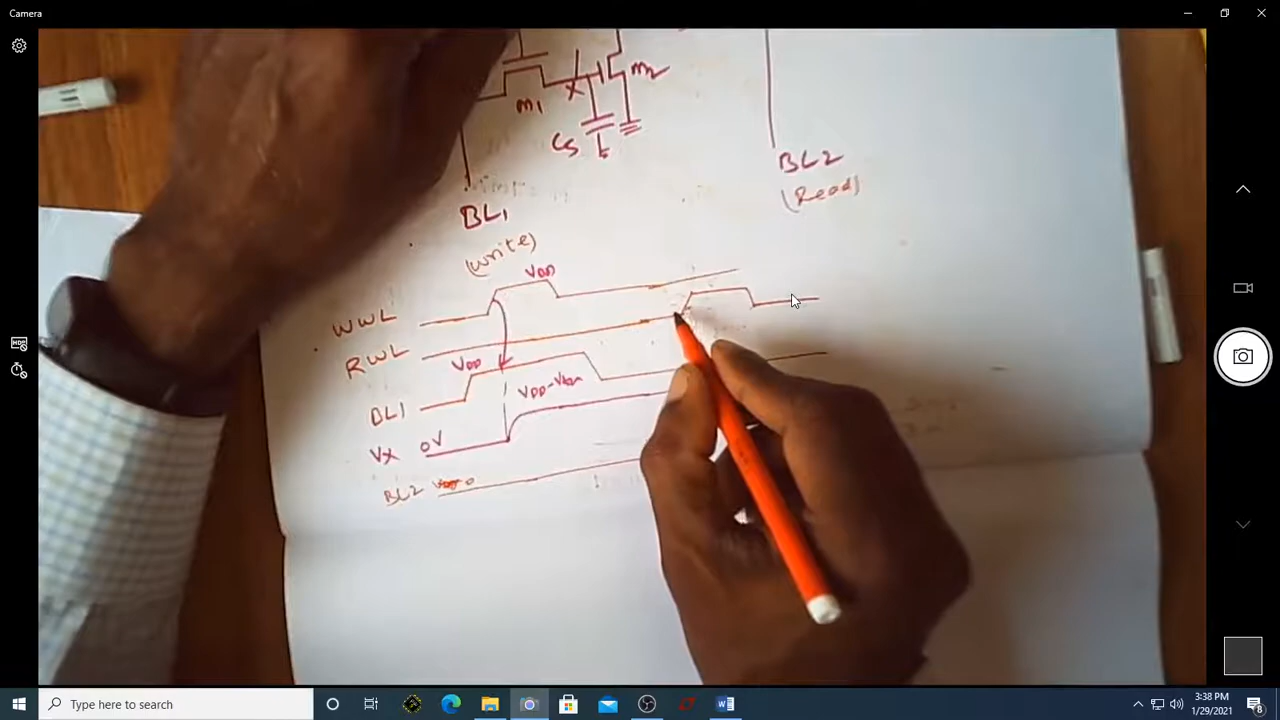 Camera
M2
M1
X
CS
BL2
(Read)
BL1
(write)
VDD
WWL
RWL
VDD
VDD-Vtn
BL1
VX 0V
BL2
Type here to search
3:38 PM
1/29/2021